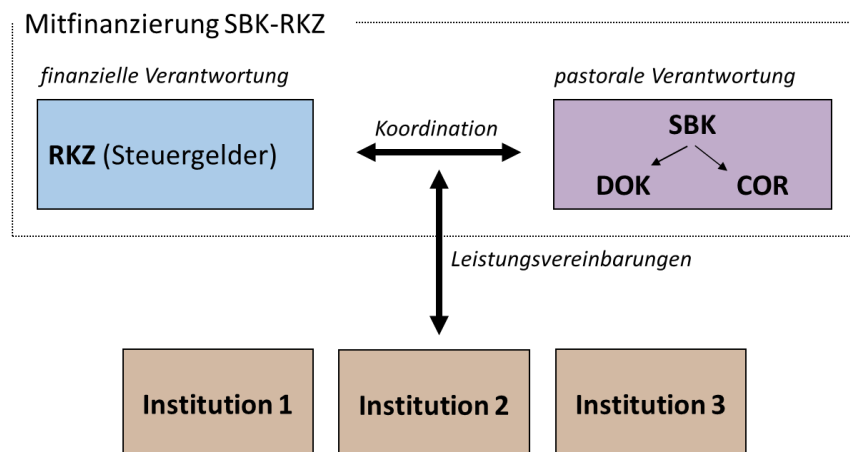 Mitfinanzierung SBK-RKZ
finanzielle Verantwortung
pastorale Verantwortung
RKZ (Steuergelder)
Koordination
SBK
DOK
COR
Leistungsvereinbarungen
Institution 1
Institution 2
Institution 3